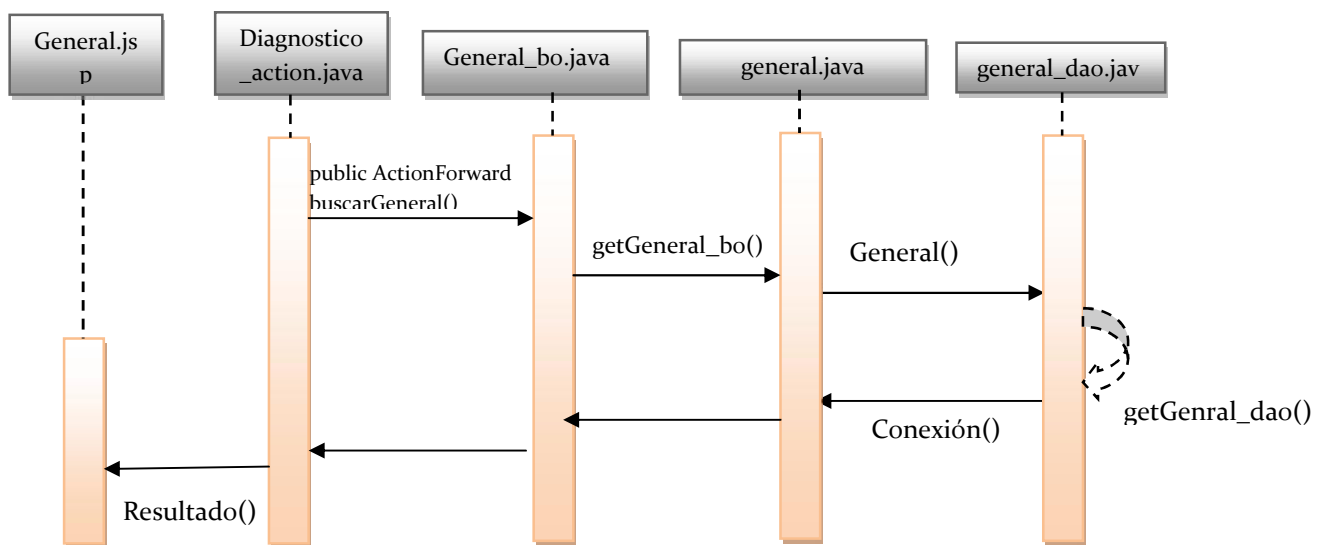 General.js
p
Diagnostico
_action.java
General_bo.java
general.java
general_dao.jav
public ActionForward
buscarGeneral()
getGeneral_bo()
General()
getGenral_dao()
Conexión()
Resultado()